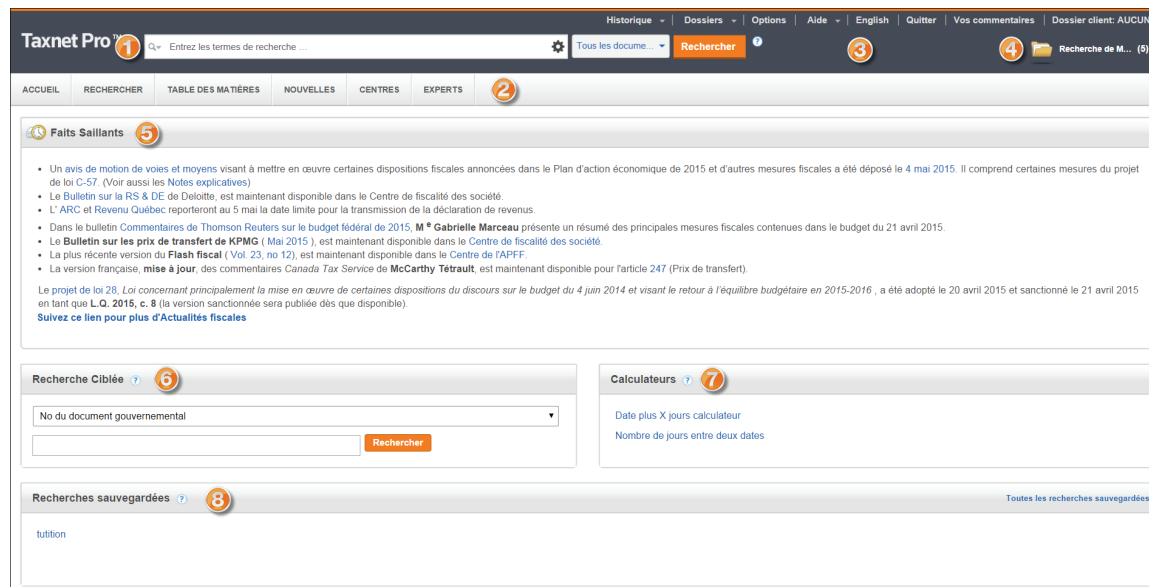 Historique | Dossiers | Options | Aide | English | Quitter | Vos commentaires | Dossier client: AUCUN
Taxnet Pro™ 1 Entrez les termes de recherche ... Tous les docume... Rechercher ? 3 4 Recherche de M... (5)
ACCUEIL RECHERCHER TABLE DES MATIÈRES NOUVELLES CENTRES EXPERTS 2
Faits Saillants 5
• Un avis de motion de voies et moyens visant à mettre en œuvre certaines dispositions fiscales annoncées dans le Plan d'action économique de 2015 et d'autres mesures fiscales a été déposé le 4 mai 2015. Il comprend certaines mesures du projet
de loi C-57. (Voir aussi les Notes explicatives)
• Le Bulletin sur la RS & DE de Deloitte, est maintenant disponible dans le Centre de fiscalité des société.
• L' ARC et Revenu Québec reporteront au 5 mai la date limite pour la transmission de la déclaration de revenus.
• Dans le bulletin Commentaires de Thomson Reuters sur le budget fédéral de 2015, M e Gabrielle Marceau présente un résumé des principales mesures fiscales contenues dans le budget du 21 avril 2015.
• Le Bulletin sur les prix de transfert de KPMG ( Mai 2015 ), est maintenant disponible dans le Centre de fiscalité des société.
• La plus récente version du Flash fiscal ( Vol. 23, no 12), est maintenant disponible dans le Centre de l'APFF.
• La version française, mise à jour, des commentaires Canada Tax Service de McCarthy Tétrault, est maintenant disponible pour l'article 247 (Prix de transfert).
Le projet de loi 28, Loi concernant principalement la mise en œuvre de certaines dispositions du discours sur le budget du 4 juin 2014 et visant le retour à l'équilibre budgétaire en 2015-2016 , a été adopté le 20 avril 2015 et sanctionné le 21 avril 2015
en tant que L.Q. 2015, c. 8 (la version sanctionnée sera publiée dès que disponible).
Suivez ce lien pour plus d'Actualités fiscales
Recherche Ciblée ? 6
No du document gouvernemental
Rechercher
Calculateurs ? 7
Date plus X jours calculateur
Nombre de jours entre deux dates
Recherches sauvegardées ? 8 Toutes les recherches sauvegardées
tutition